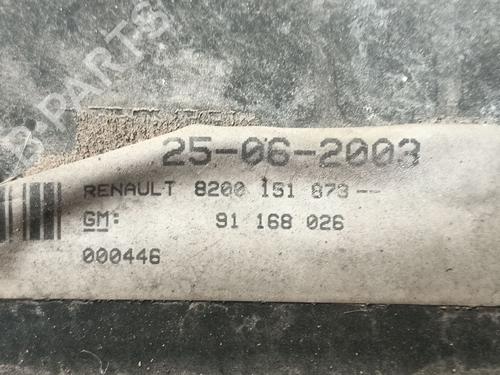 25-06-2003
RENAULT 8200 151 873--
GM: 91 168 026
000446